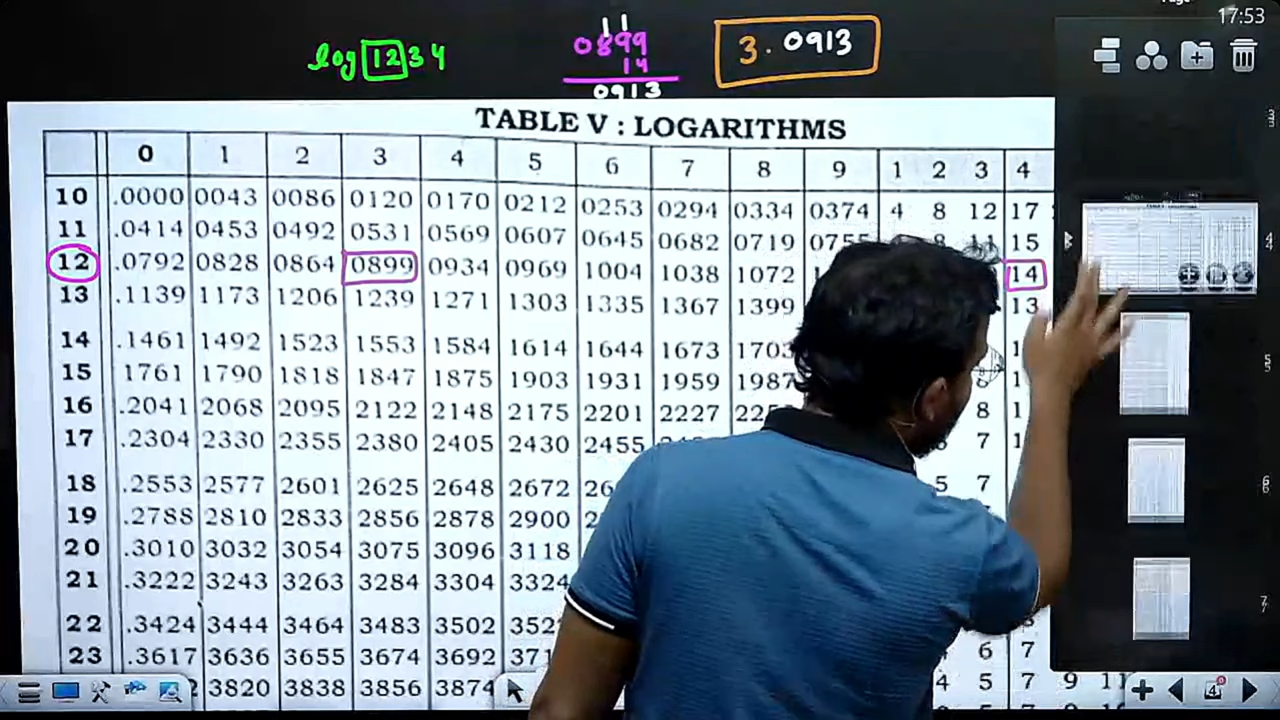 17:53
log 1234
11
0899
14
0913
3.0913
TABLE V : LOGARITHMS
0 1 2 3 4 5 6 7 8 9 1 2 3 4
10 .0000 0043 0086 0120 0170 0212 0253 0294 0334 0374 4 8 12 17
11 .0414 0453 0492 0531 0569 0607 0645 0682 0719 0755 11 15
12 .0792 0828 0864 0899 0934 0969 1004 1038 1072 14
13 .1139 1173 1206 1239 1271 1303 1335 1367 1399 13
14 .1461 1492 1523 1553 1584 1614 1644 1673 1703
15 1761 1790 1818 1847 1875 1903 1931 1959 1987
16 .2041 2068 2095 2122 2148 2175 2201 2227 8
17 .2304 2330 2355 2380 2405 2430 2455 7
18 .2553 2577 2601 2625 2648 2672 5 7
19 .2788 2810 2833 2856 2878 2900
20 .3010 3032 3054 3075 3096 3118
21 .3222 3243 3263 3284 3304 3324
22 .3424 3444 3464 3483 3502
23 .3617 3636 3655 3674 3692 6 7
3820 3838 3856 3874 4 5 7 9 11